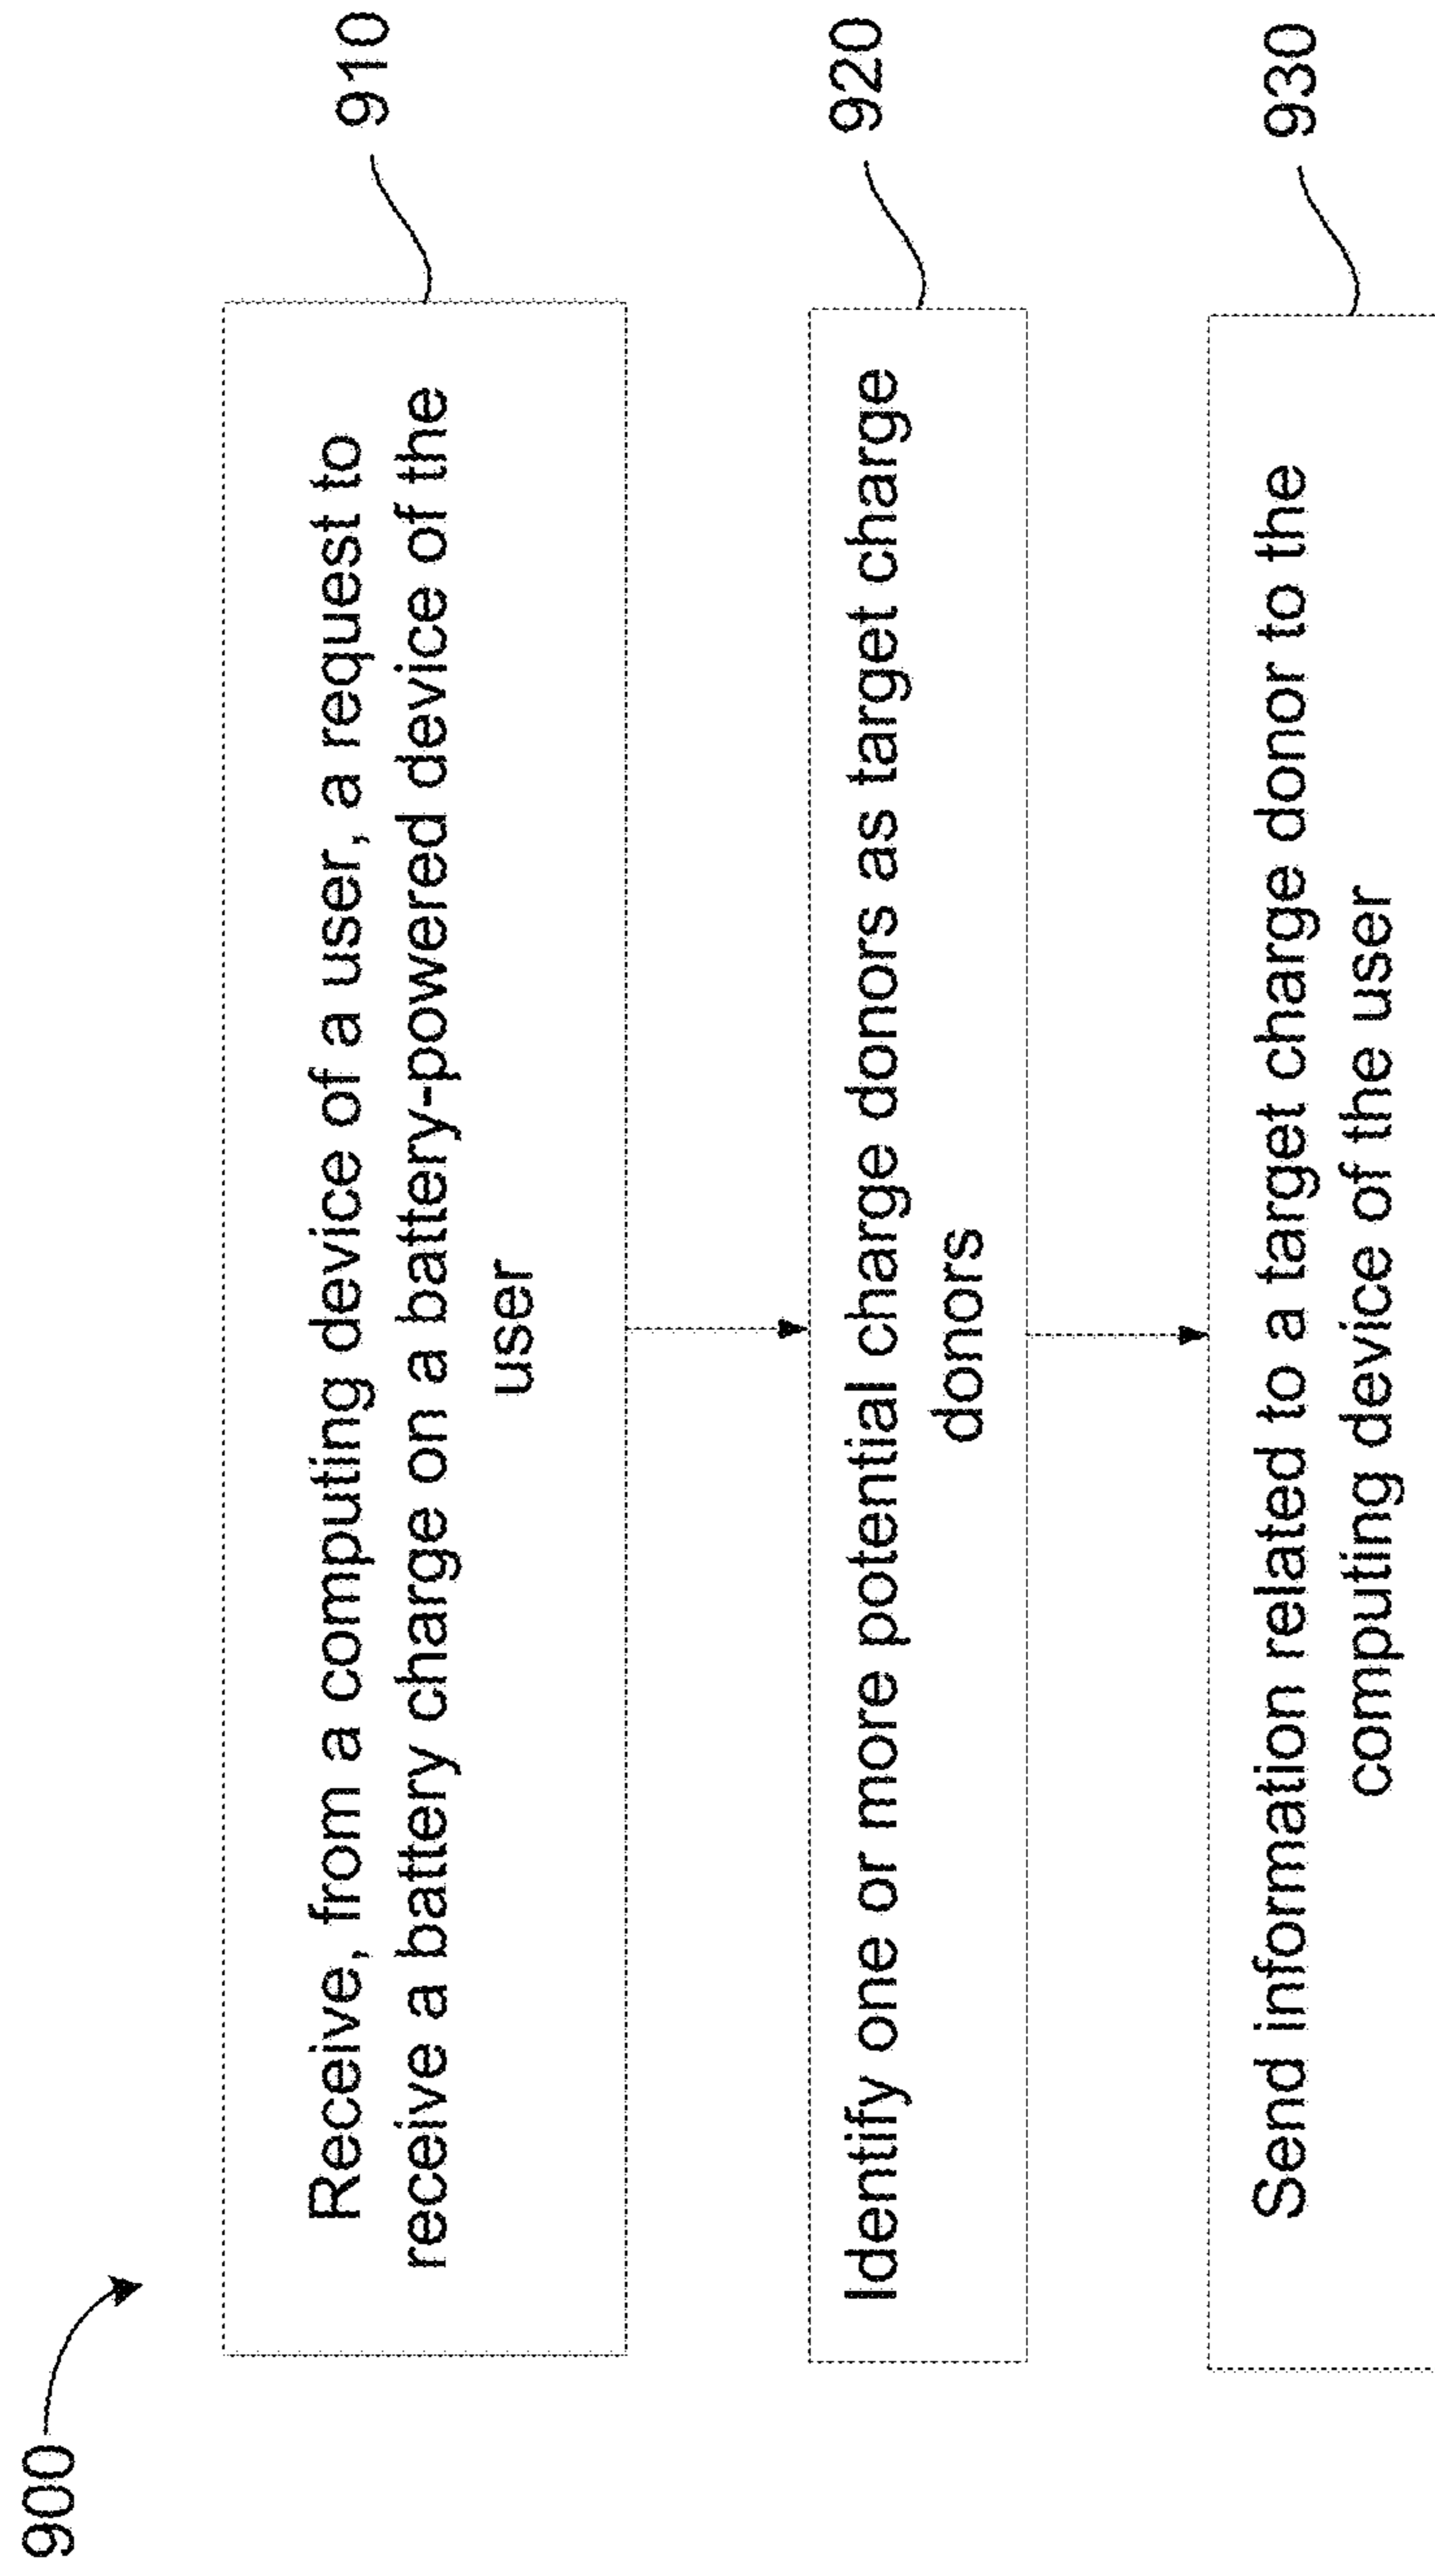 900
Receive, from a computing device of a user, a request to
receive a battery charge on a battery-powered device of the
user
910
Identify one or more potential charge donors as target charge
donors
920
Send information related to a target charge donor to the
computing device of the user
930